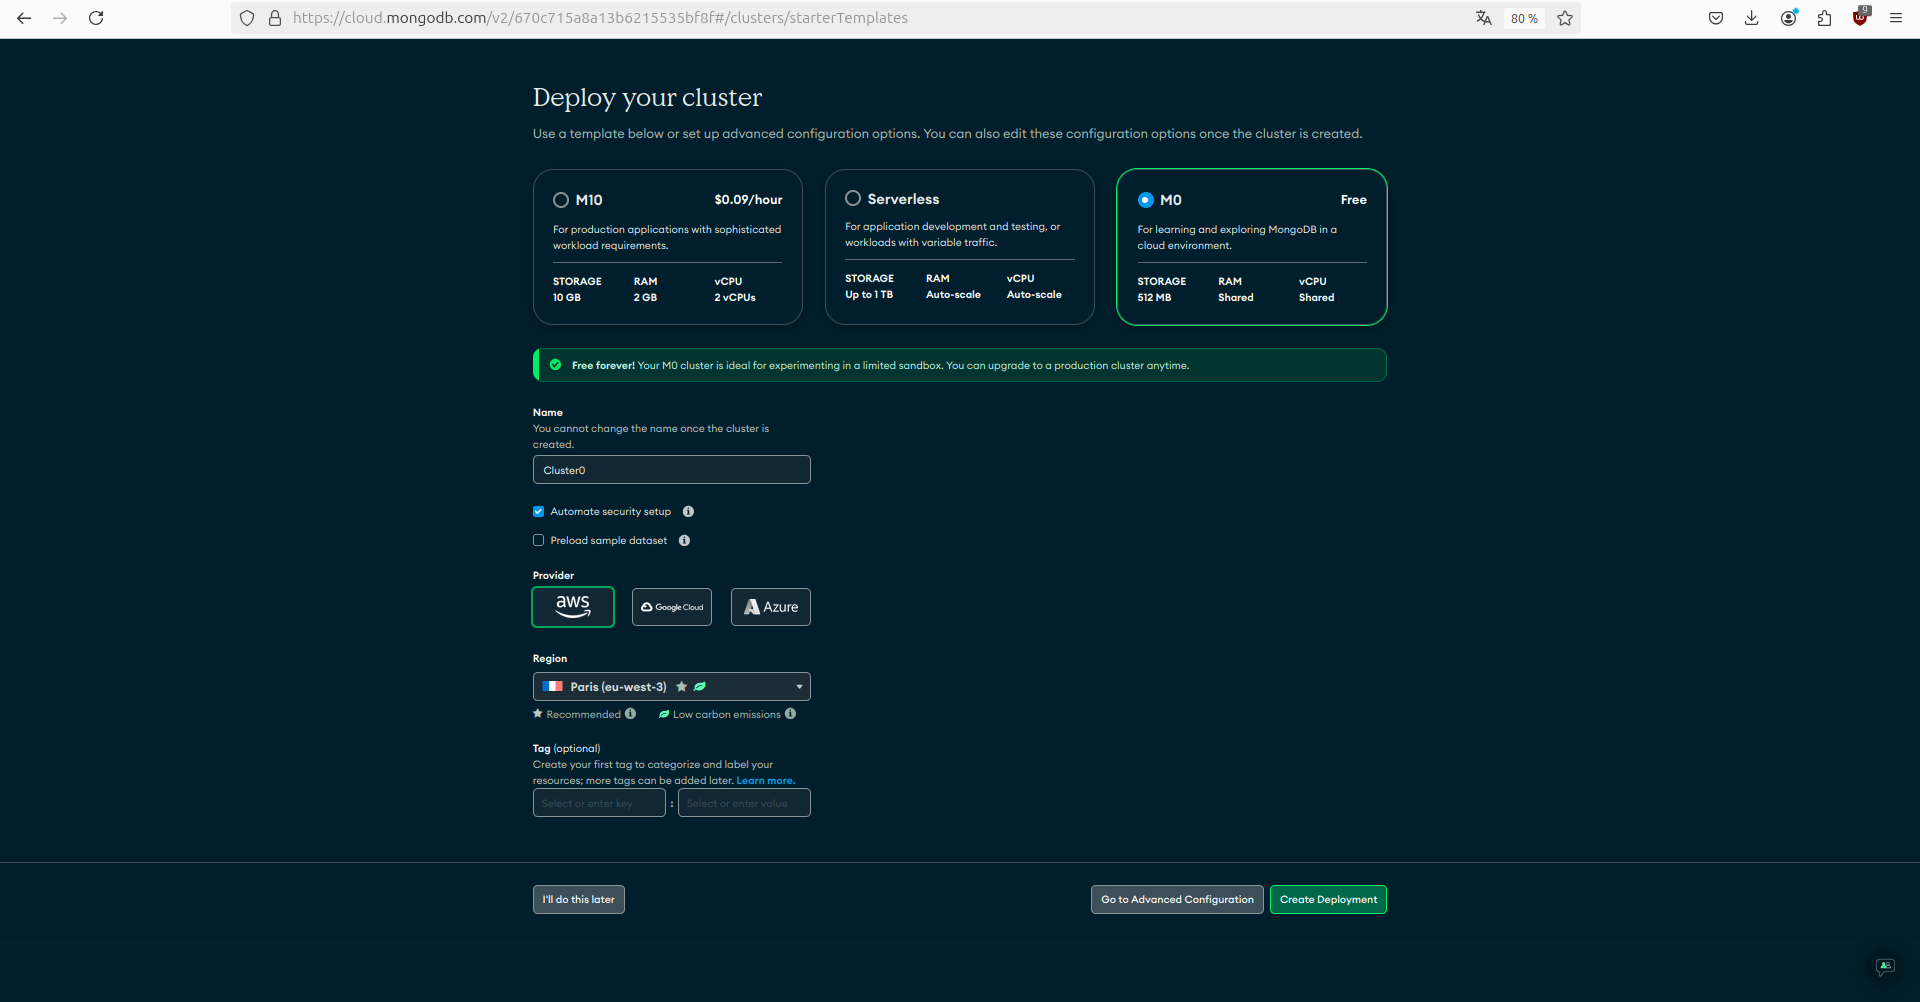 https://cloud.mongodb.com/v2/670c715a8a13b6215535bf8f#/clusters/starterTemplates
80 %
9
Deploy your cluster
Use a template below or set up advanced configuration options. You can also edit these configuration options once the cluster is created.
M10 $0.09/hour
For production applications with sophisticated
workload requirements.
STORAGE RAM vCPU
10 GB 2 GB 2 vCPUs
Serverless
For application development and testing, or
workloads with variable traffic.
STORAGE RAM vCPU
Up to 1 TB Auto-scale Auto-scale
M0 Free
For learning and exploring MongoDB in a
cloud environment.
STORAGE RAM vCPU
512 MB Shared Shared
Free forever! Your M0 cluster is ideal for experimenting in a limited sandbox. You can upgrade to a production cluster anytime.
Name
You cannot change the name once the cluster is
created.
Cluster0
Automate security setup
Preload sample dataset
Provider
aws
Google Cloud
Azure
Region
Paris (eu-west-3)
Recommended Low carbon emissions
Tag (optional)
Create your first tag to categorize and label your
resources; more tags can be added later. Learn more.
Select or enter key : Select or enter value
I'll do this later
Go to Advanced Configuration
Create Deployment